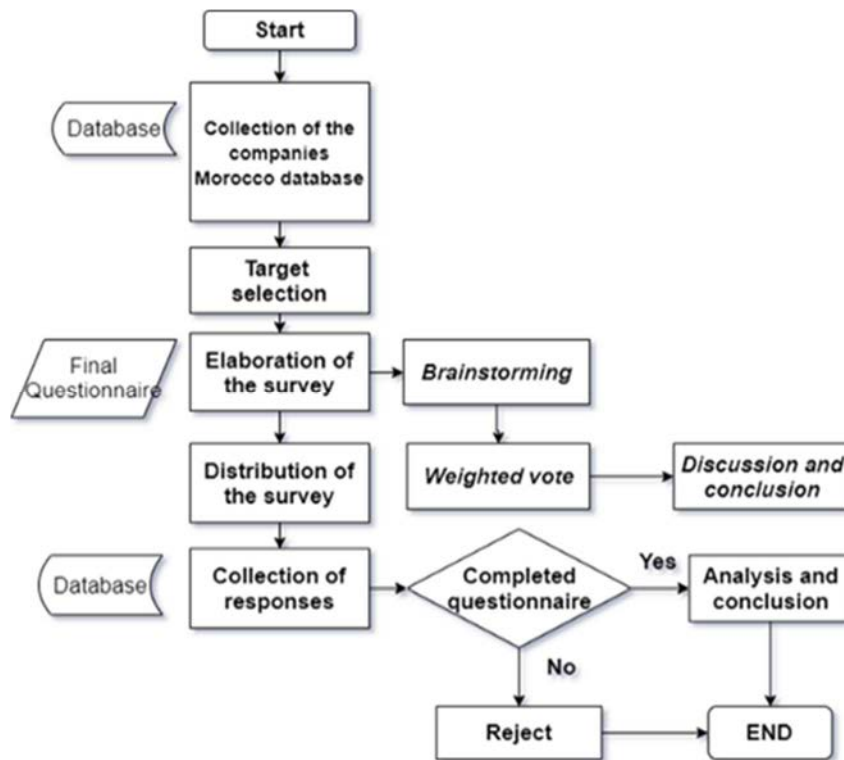 Start
Database
Collection of the
companies
Morocco database
Target
selection
Final
Questionnaire
Elaboration of
the survey
Brainstorming
Distribution of
the survey
Weighted vote
Discussion and
conclusion
Database
Collection of
responses
Completed
questionnaire
Yes
Analysis and
conclusion
No
Reject
END